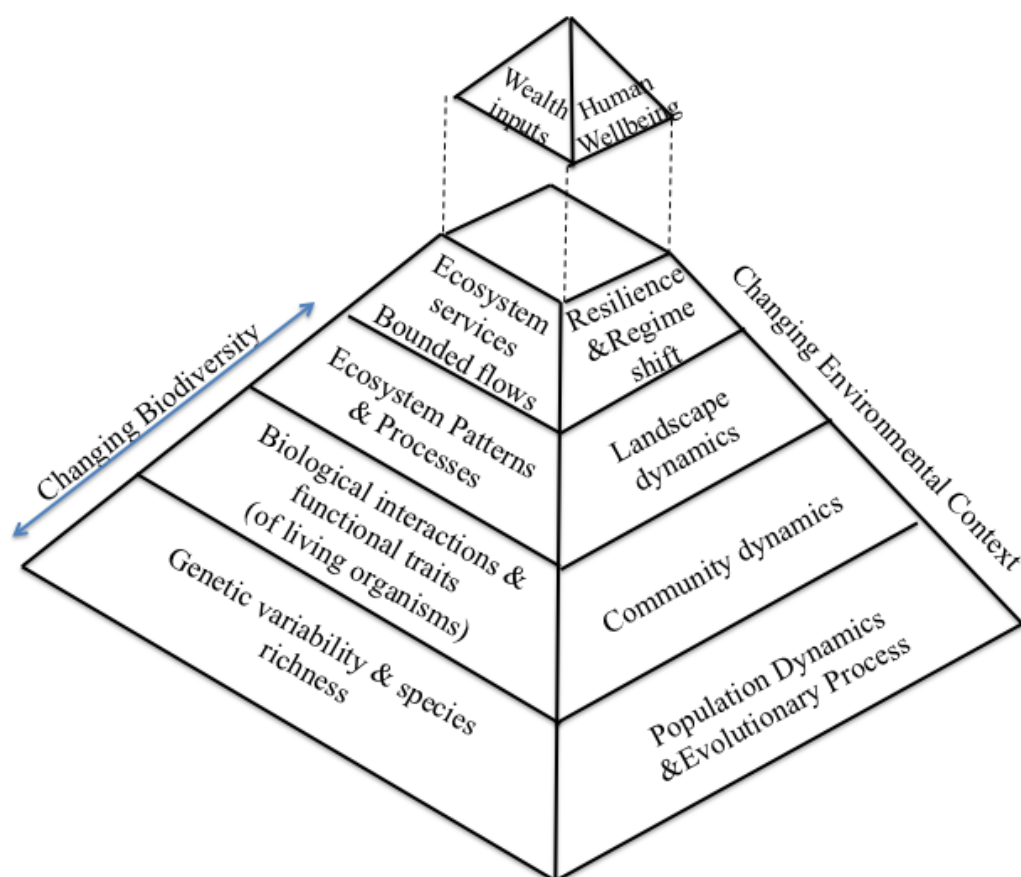 Wealth
inputs
Human
Wellbeing
Ecosystem
services
Bounded flows
Resilience
&Regime
shift
Ecosystem Patterns
& Processes
Landscape
dynamics
Biological interactions &
functional traits
(of living organisms)
Community dynamics
Genetic variability & species
richness
Population Dynamics
&Evolutionary Process
Changing Biodiversity
Changing Environmental Context